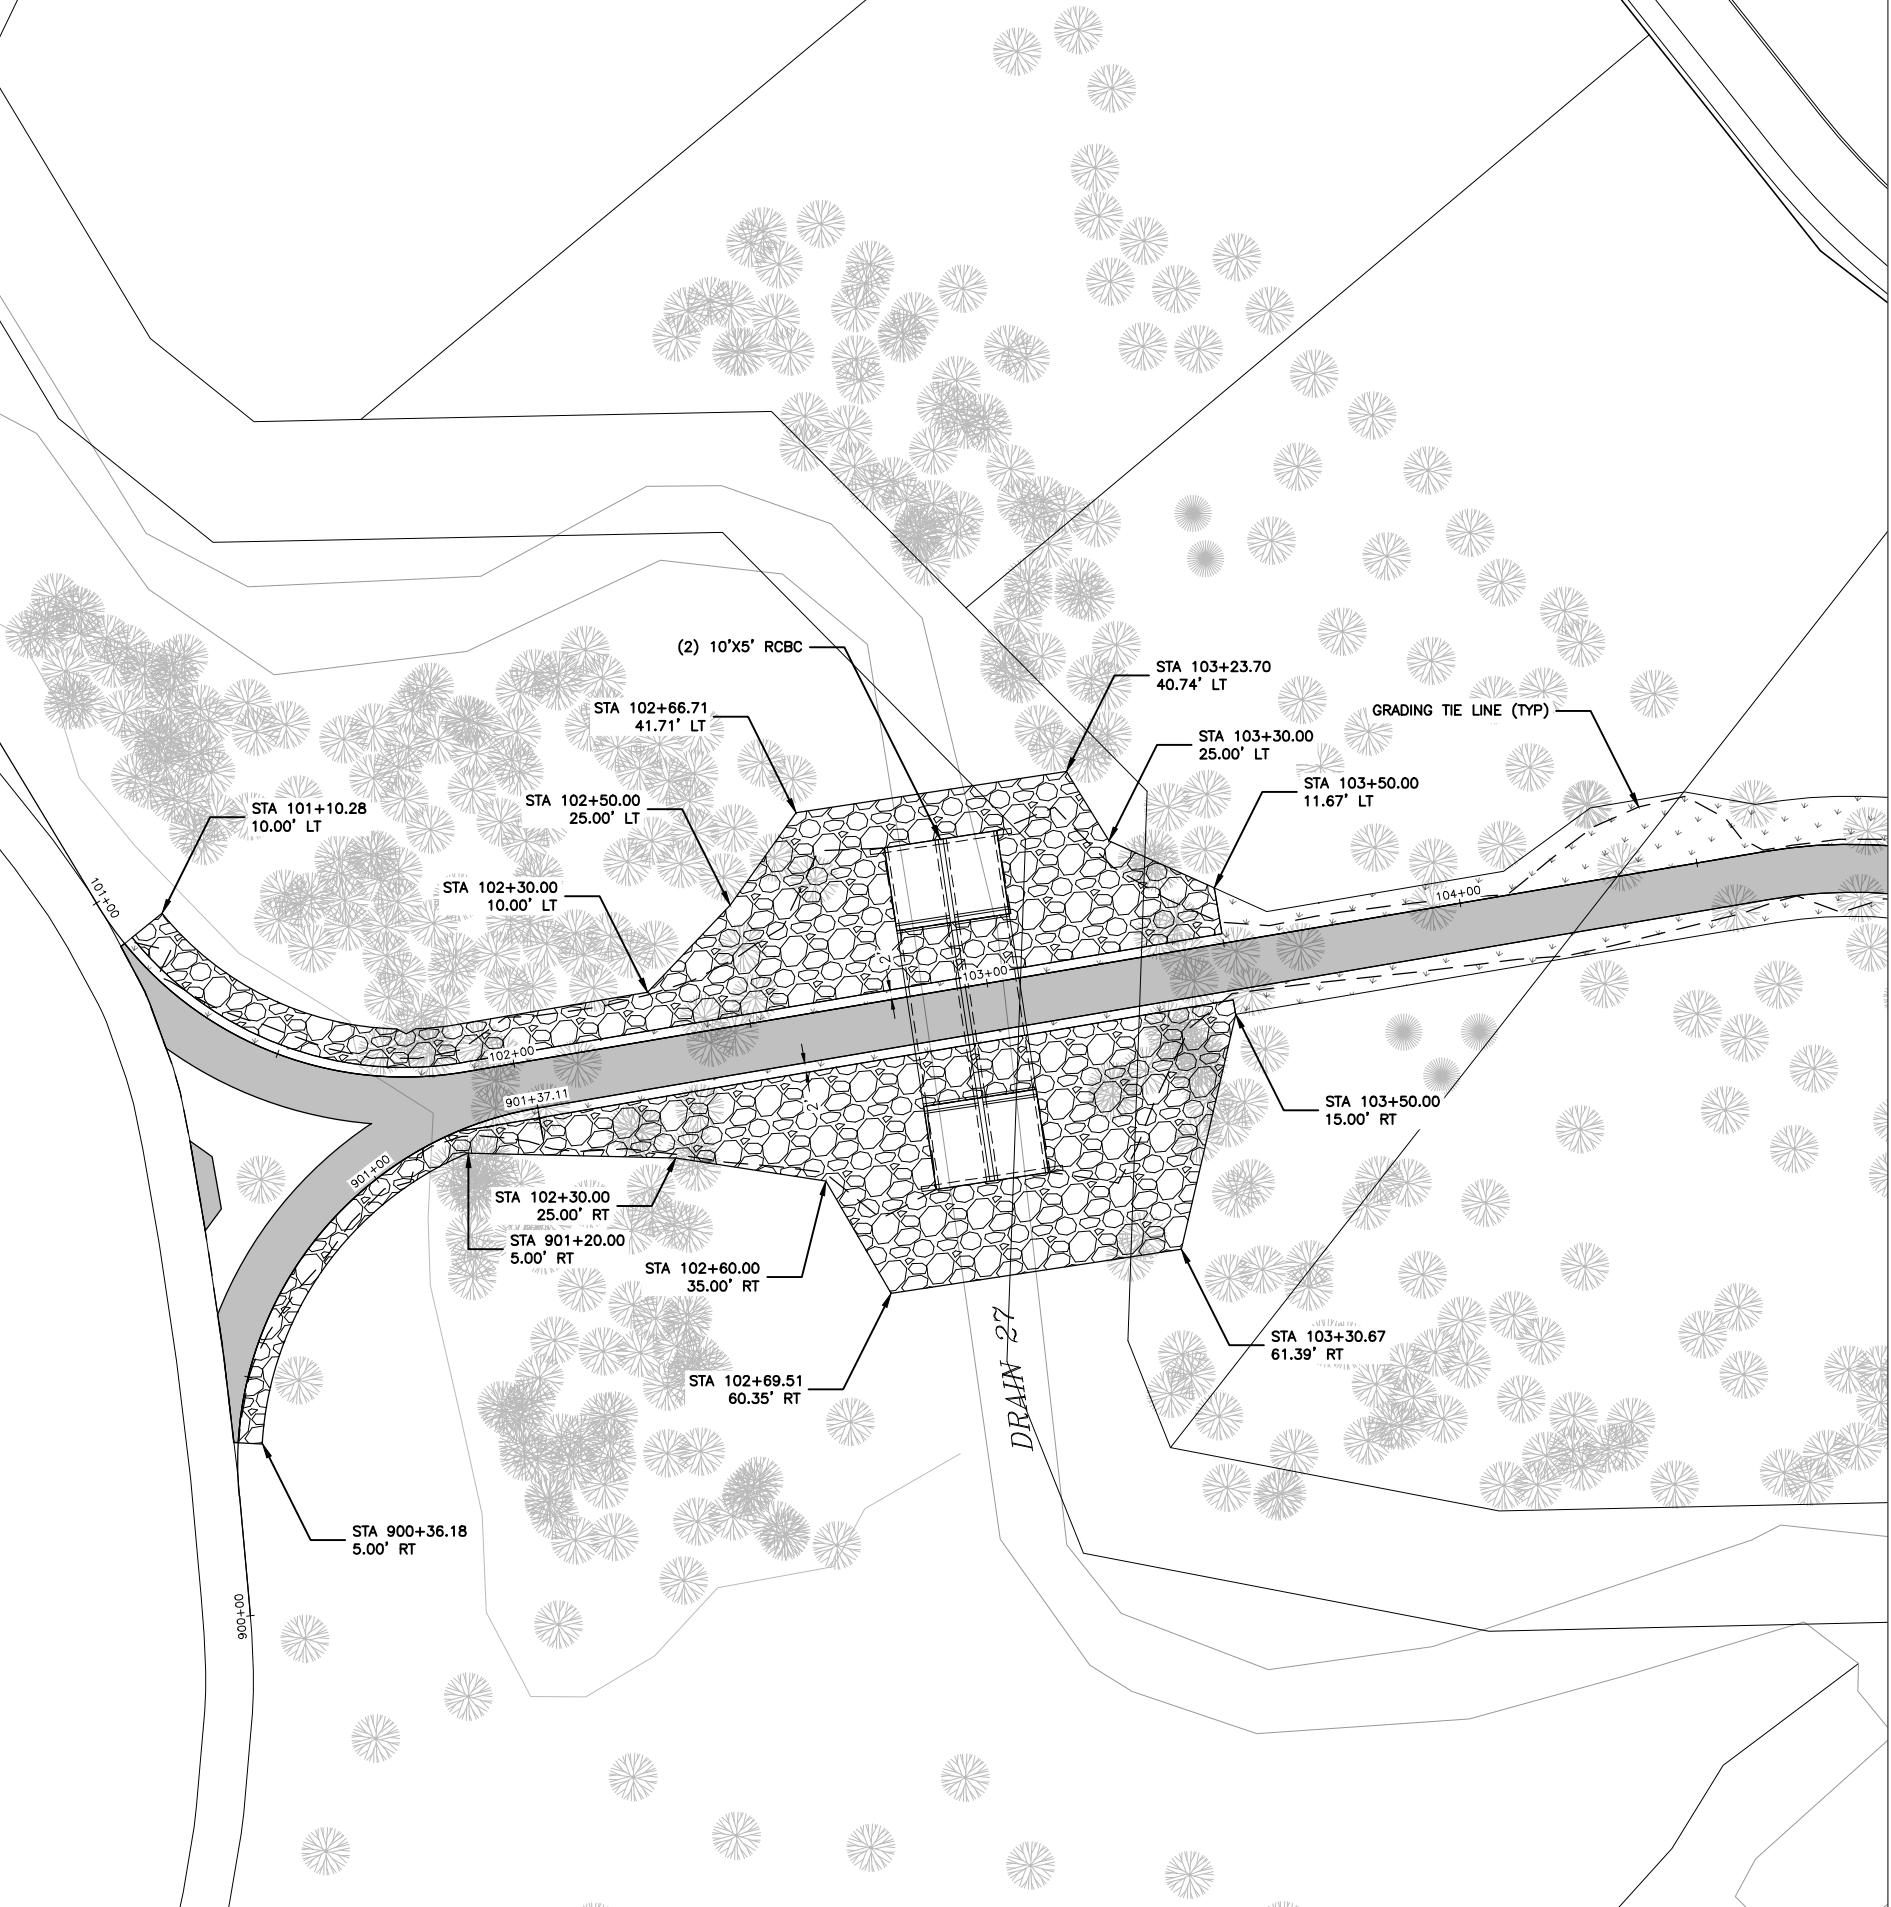 (2) 10'X5' RCBC
STA 103+23.70
40.74' LT
STA 102+66.71
41.71' LT
GRADING TIE LINE (TYP)
STA 103+30.00
25.00' LT
STA 103+50.00
11.67' LT
STA 102+50.00
25.00' LT
STA 101+10.28
10.00' LT
STA 102+30.00
10.00' LT
101+00
104+00
2'
103+00
102+00
901+37.11
2'
STA 103+50.00
15.00' RT
901+00
STA 102+30.00
25.00' RT
STA 901+20.00
5.00' RT
STA 102+60.00
35.00' RT
STA 103+30.67
61.39' RT
DRAIN 27
STA 102+69.51
60.35' RT
STA 900+36.18
5.00' RT
900+00